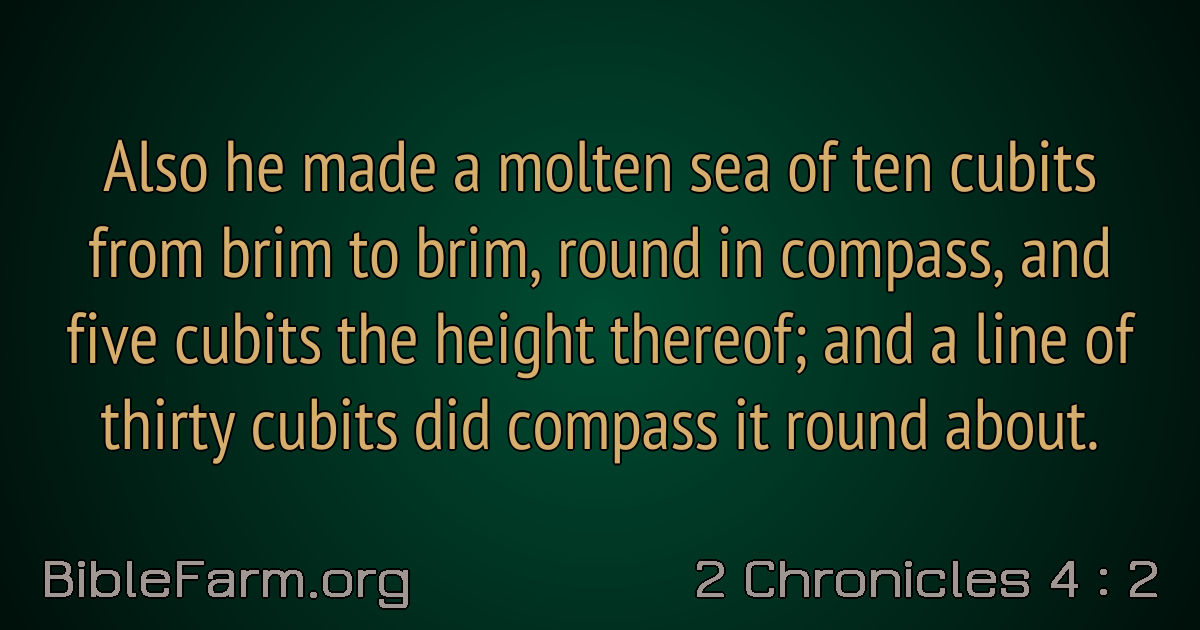 Also he made a molten sea of ten cubits
from brim to brim, round in compass, and
five cubits the height thereof; and a line of
thirty cubits did compass it round about.
BibleFarm.org
2 Chronicles 4 : 2